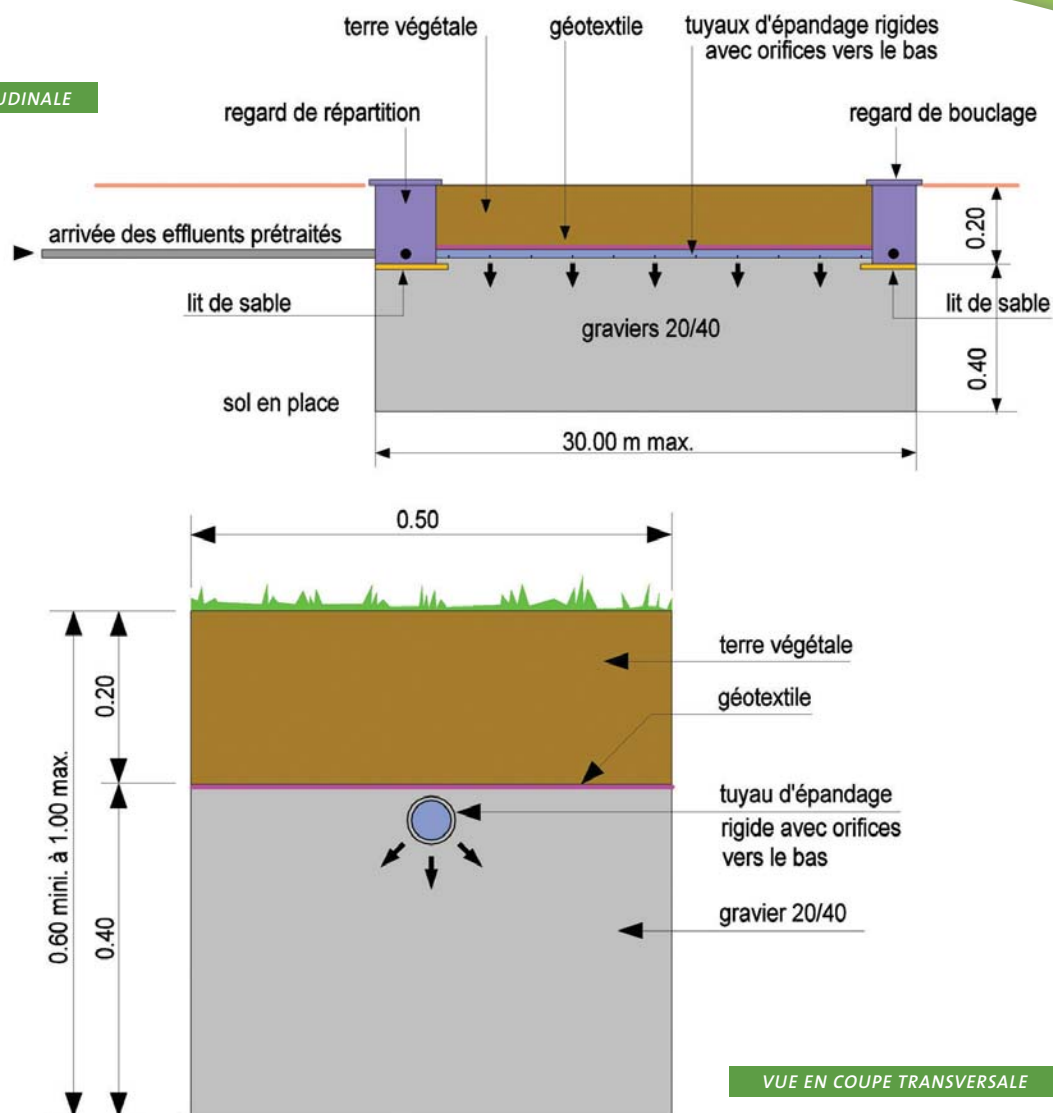 terre végétale
géotextile
tuyaux d'épandage rigides
avec orifices vers le bas
UDINALE
regard de répartition
regard de bouclage
arrivée des effluents prétraités
0.20
lit de sable
lit de sable
graviers 20/40
0.40
sol en place
30.00 m max.
0.50
terre végétale
géotextile
0.20
0.60 mini. à 1.00 max.
tuyau d'épandage
rigide avec orifices
vers le bas
0.40
gravier 20/40
VUE EN COUPE TRANSVERSALE